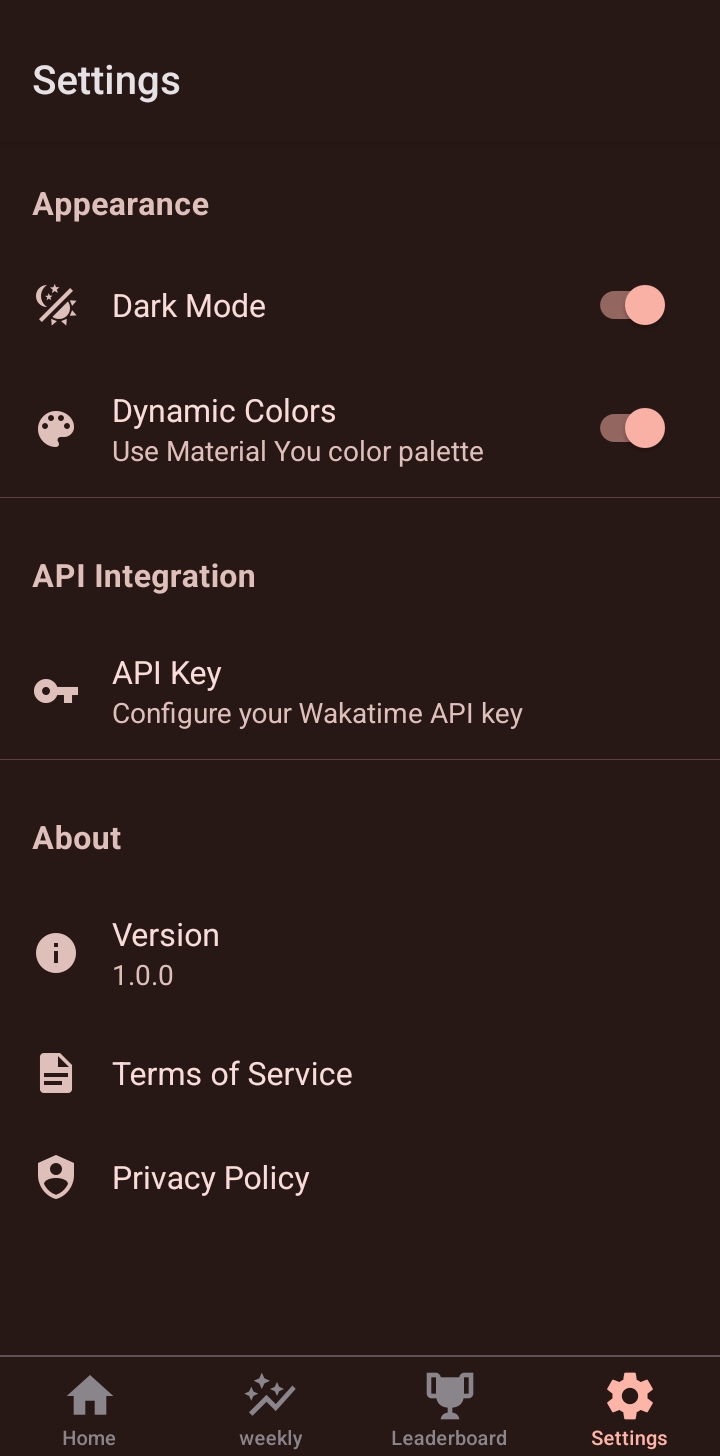 Settings
Appearance
Dark Mode
Dynamic Colors
Use Material You color palette
API Integration
API Key
Configure your Wakatime API key
About
Version
1.0.0
Terms of Service
Privacy Policy
Home
weekly
Leaderboard
Settings